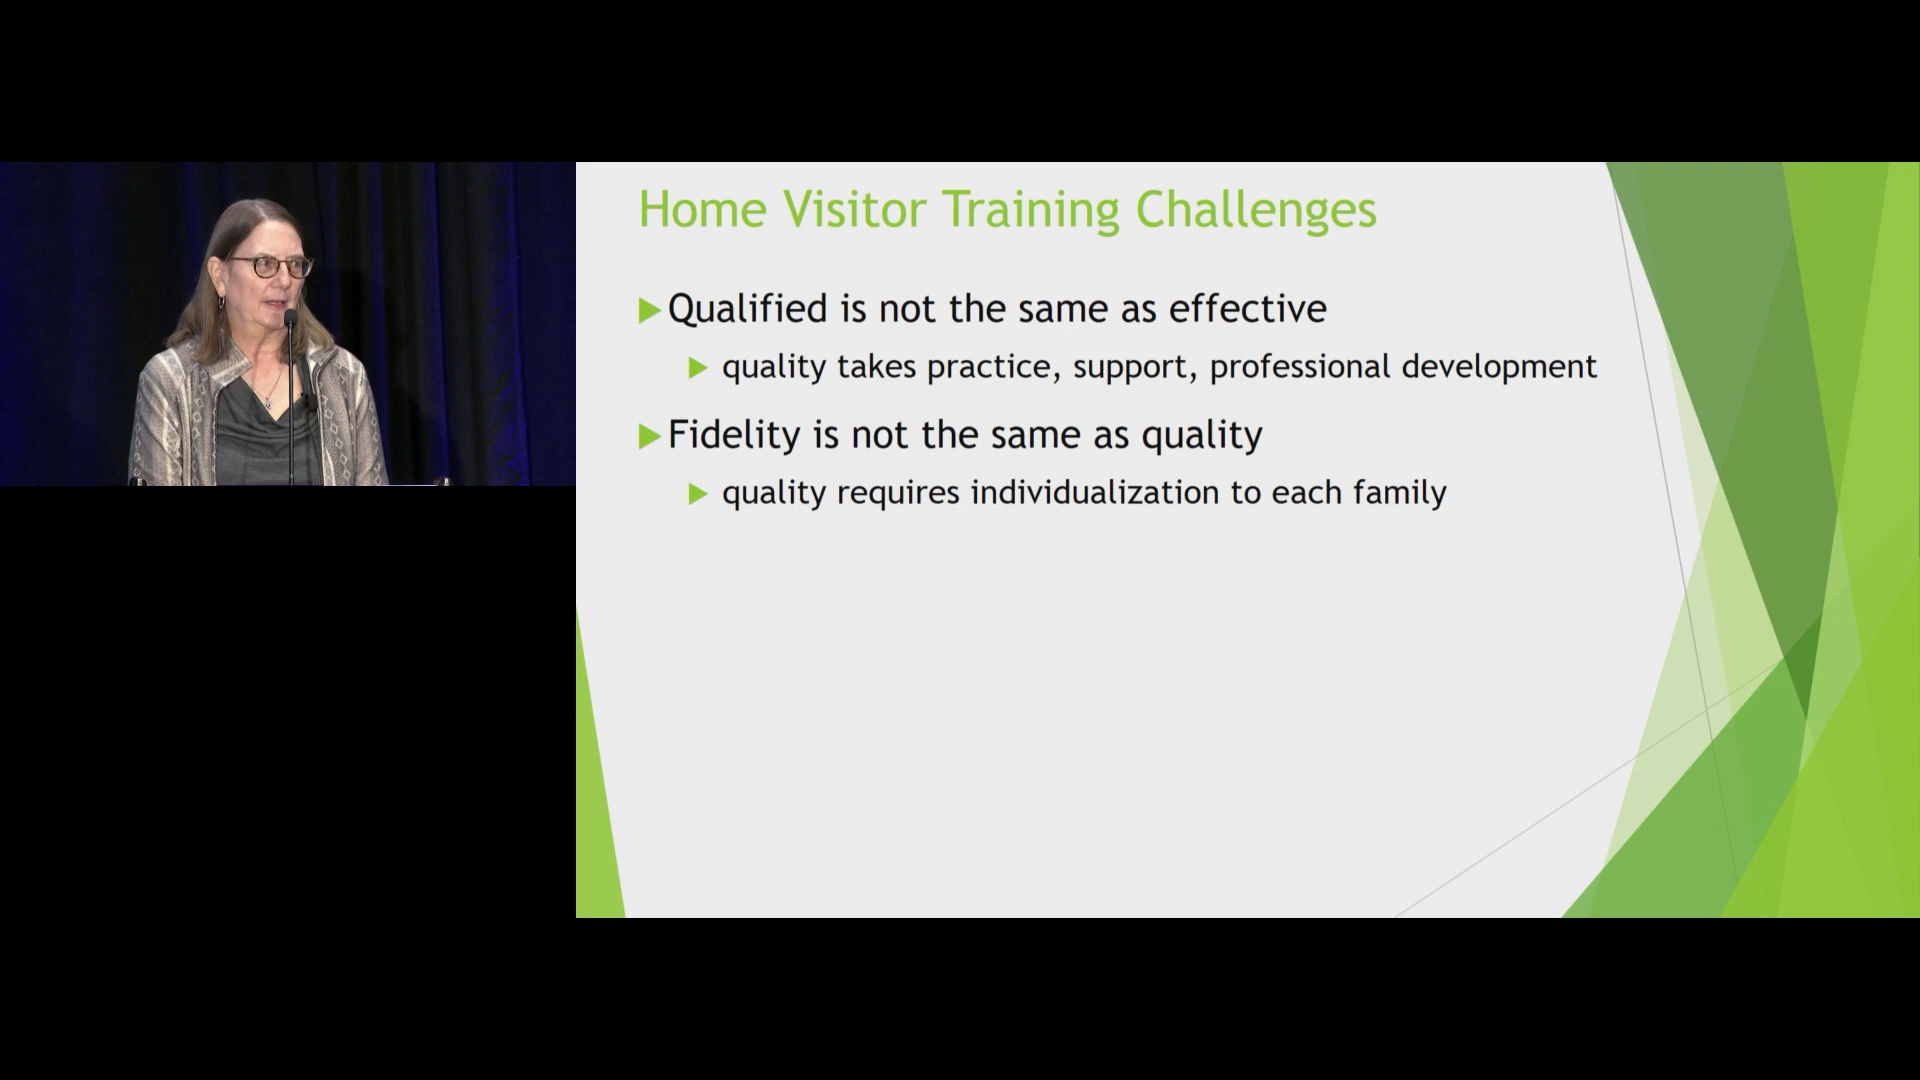 Home Visitor Training Challenges
Qualified is not the same as effective
quality takes practice, support, professional development
Fidelity is not the same as quality
quality requires individualization to each family